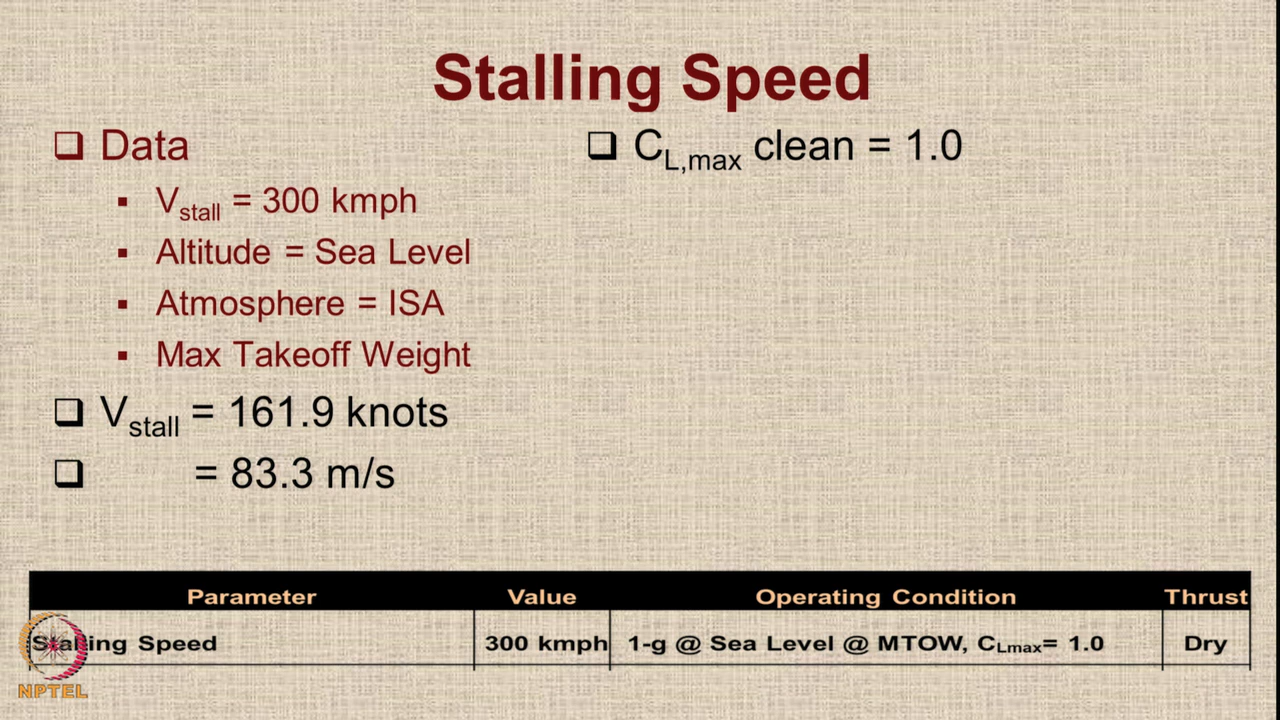 Stalling Speed
❑ Data
▪ Vstall = 300 kmph
▪ Altitude = Sea Level
▪ Atmosphere = ISA
▪ Max Takeoff Weight
❑ Vstall = 161.9 knots
❑ = 83.3 m/s
❑ CL,max clean = 1.0
Parameter Value Operating Condition Thrust
Stalling Speed 300 kmph 1-g @ Sea Level @ MTOW, CLmax= 1.0 Dry
NPTEL